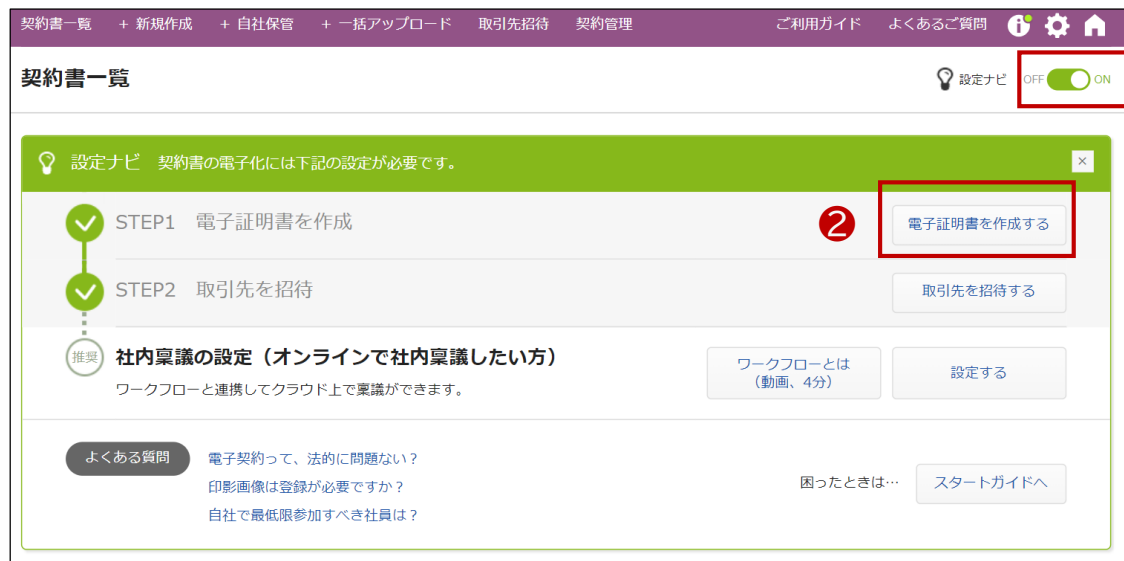 契約書一覧 + 新規作成 + 自社保管 + 一括アップロード 取引先招待 契約管理 ご利用ガイド よくあるご質問
契約書一覧 設定ナビ OFF ON
設定ナビ 契約書の電子化には下記の設定が必要です。 ×
STEP1 電子証明書を作成 2 電子証明書を作成する
STEP2 取引先を招待 取引先を招待する
推奨 社内稟議の設定（オンラインで社内稟議したい方） ワークフローとは 設定する
（動画、4分）
ワークフローと連携してクラウド上で稟議ができます。
よくある質問 電子契約って、法的に問題ない？
印影画像は登録が必要ですか？ 困ったときは… スタートガイドへ
自社で最低限参加すべき社員は？